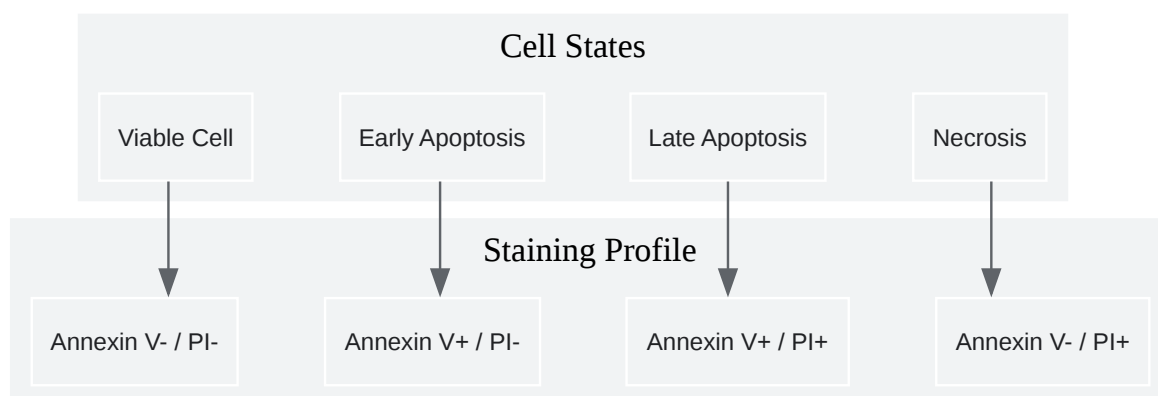 Cell States
Viable Cell
Early Apoptosis
Late Apoptosis
Necrosis
Staining Profile
Annexin V- / PI-
Annexin V+ / PI-
Annexin V+ / PI+
Annexin V- / PI+